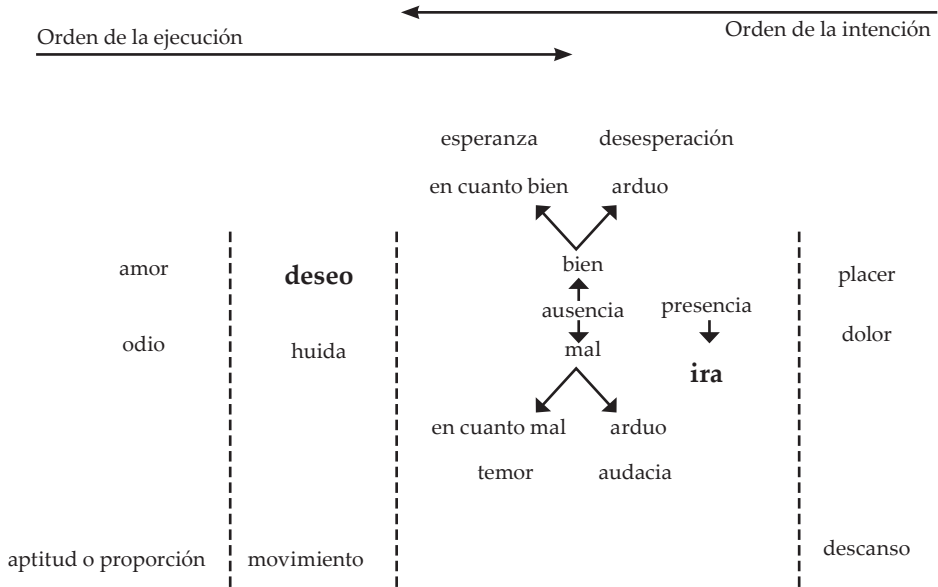 Orden de la intención
Orden de la ejecución
esperanza desesperación
en cuanto bien arduo
amor deseo bien placer
ausencia presencia
odio huida mal dolor
ira
en cuanto mal arduo
temor audacia
aptitud o proporción movimiento descanso